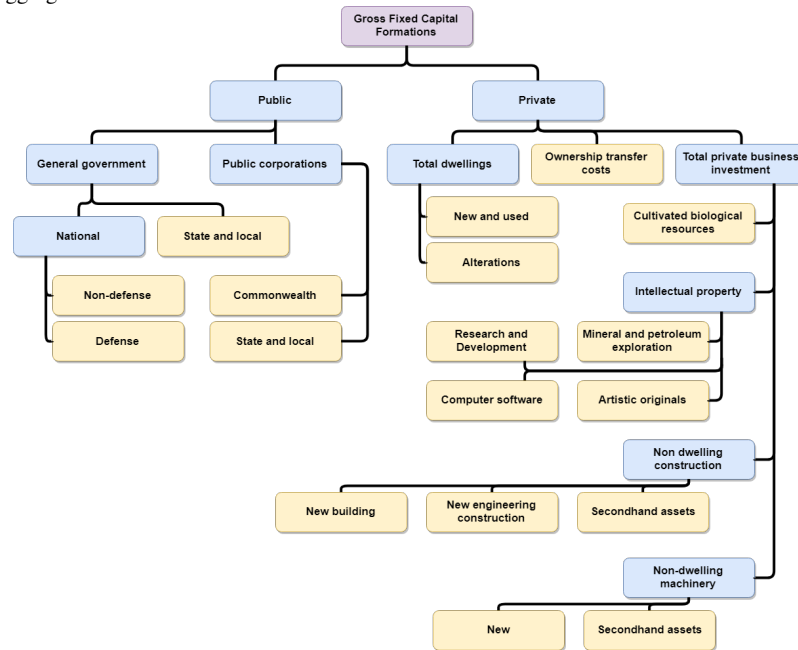 Gross Fixed Capital
Formations
Public
Private
General government
Public corporations
Total dwellings
Ownership transfer
costs
Total private business
investment
National
State and local
New and used
Cultivated biological
resources
Alterations
Non-defense
Commonwealth
Intellectual property
Defense
State and local
Research and
Development
Mineral and petroleum
exploration
Computer software
Artistic originals
Non dwelling
construction
New building
New engineering
construction
Secondhand assets
Non-dwelling
machinery
New
Secondhand assets